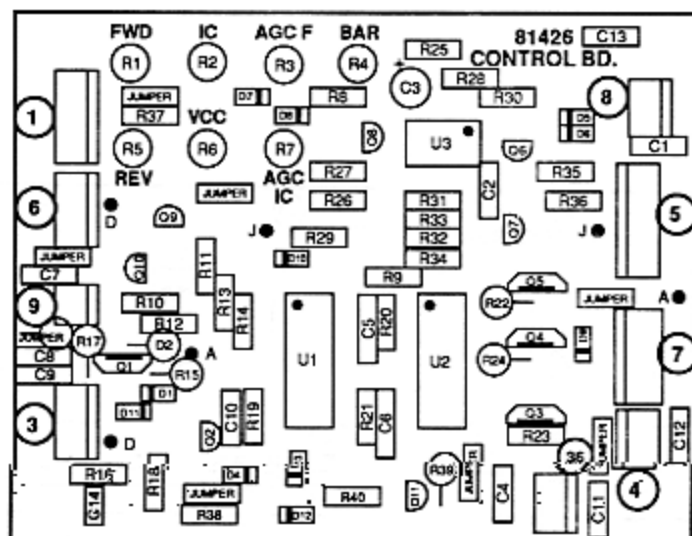 FWD IC AGC F BAR 81426 C13
CONTROL BD.
R1 R2 R3 R4 R25
R28
C3 R30
JUMPER D7 R8 8
R37 D8 D5
1 VCC Q8 D6
R5 R6 R7 U3 Q6 C1
REV AGC R27 R35
IC
6 JUMPER R26 C2 R31 R36 5
D Q9 J R33 Q7 J
R29 R32
JUMPER D10 R34
C7 Q10 R11 R9
9 R10 R13 Q5 JUMPER A
R12 R14 C5 R20 R22
JUMPER R17 D2 U1 U2 Q4
C8 Q1 A R24 7
C9 R15
D1
3 D11 C10 R19 R21 C6 Q3
D Q2 R23 JUMPER C12
R16 R18 D4 R39 JUMPER 36 4
C14 JUMPER R40 D11 C4 C11
R38 D12